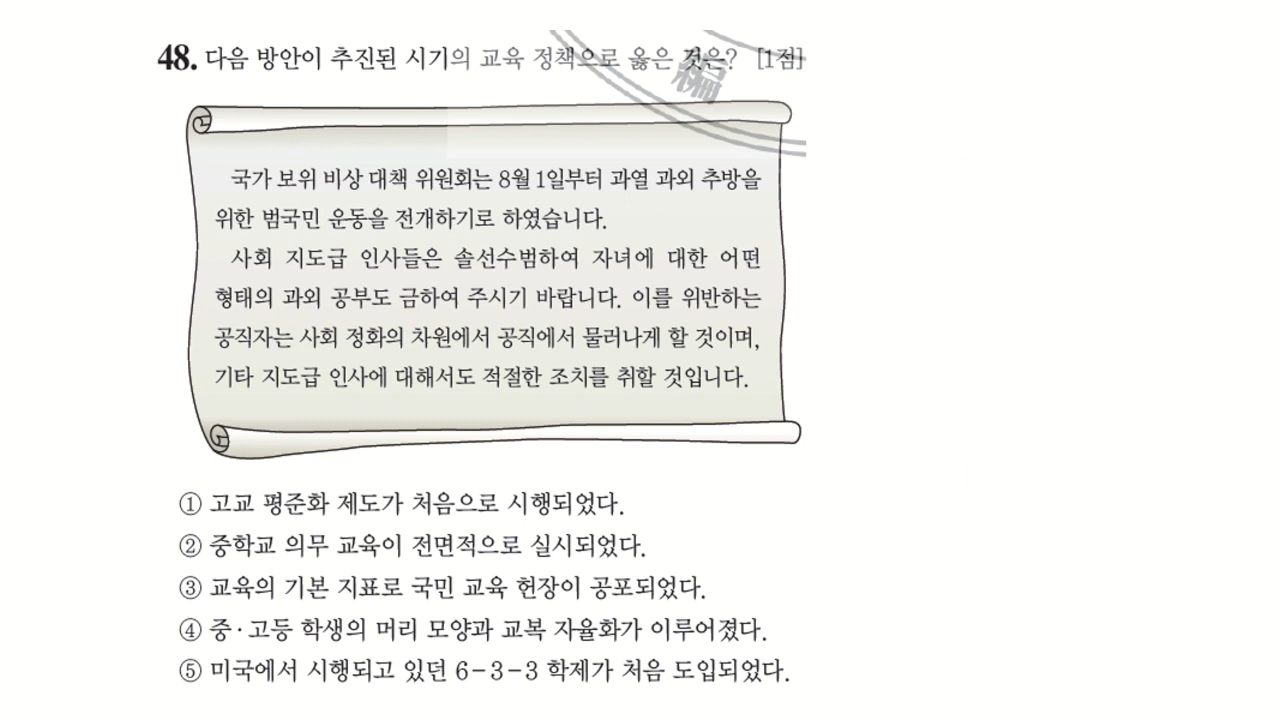 48. 다음 방안이 추진된 시기의 교육 정책으로 옳은 것은? [1점]
編
국가 보위 비상 대책 위원회는 8월 1일부터 과열 과외 추방을
위한 범국민 운동을 전개하기로 하였습니다.
사회 지도급 인사들은 솔선수범하여 자녀에 대한 어떤
형태의 과외 공부도 금하여 주시기 바랍니다. 이를 위반하는
공직자는 사회 정화의 차원에서 공직에서 물러나게 할 것이며,
기타 지도급 인사에 대해서도 적절한 조치를 취할 것입니다.
① 고교 평준화 제도가 처음으로 시행되었다.
② 중학교 의무 교육이 전면적으로 실시되었다.
③ 교육의 기본 지표로 국민 교육 헌장이 공포되었다.
④ 중·고등 학생의 머리 모양과 교복 자율화가 이루어졌다.
⑤ 미국에서 시행되고 있던 6-3-3 학제가 처음 도입되었다.